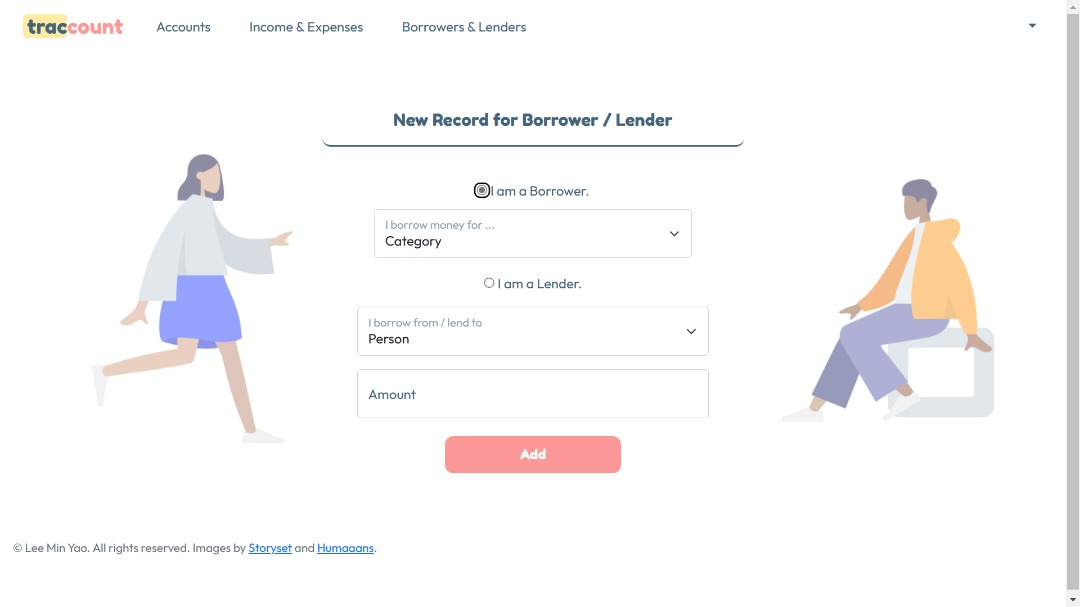 traccount Accounts Income & Expenses Borrowers & Lenders
New Record for Borrower / Lender
I am a Borrower.
I borrow money for ...
Category
I am a Lender.
I borrow from / lend to
Person
Amount
Add
© Lee Min Yao. All rights reserved. Images by Storyset and Humaaans.